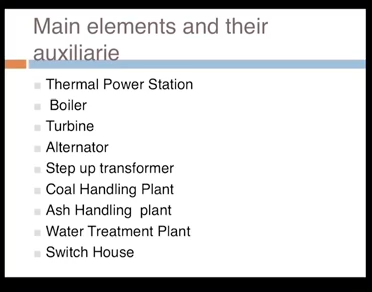 Main elements and their
auxiliarie
Thermal Power Station
Boiler
Turbine
Alternator
Step up transformer
Coal Handling Plant
Ash Handling plant
Water Treatment Plant
Switch House